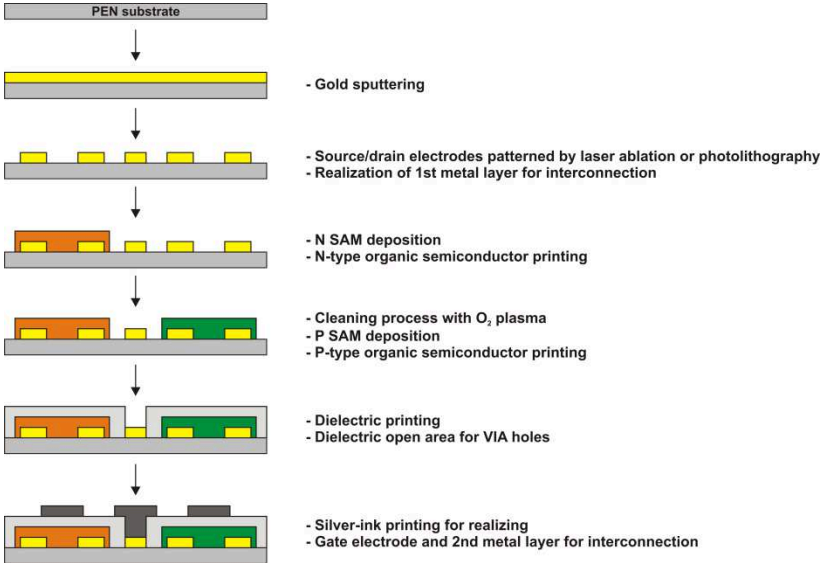 PEN substrate
- Gold sputtering
- Source/drain electrodes patterned by laser ablation or photolithography
- Realization of 1st metal layer for interconnection
- N SAM deposition
- N-type organic semiconductor printing
- Cleaning process with O₂ plasma
- P SAM deposition
- P-type organic semiconductor printing
- Dielectric printing
- Dielectric open area for VIA holes
- Silver-ink printing for realizing
- Gate electrode and 2nd metal layer for interconnection